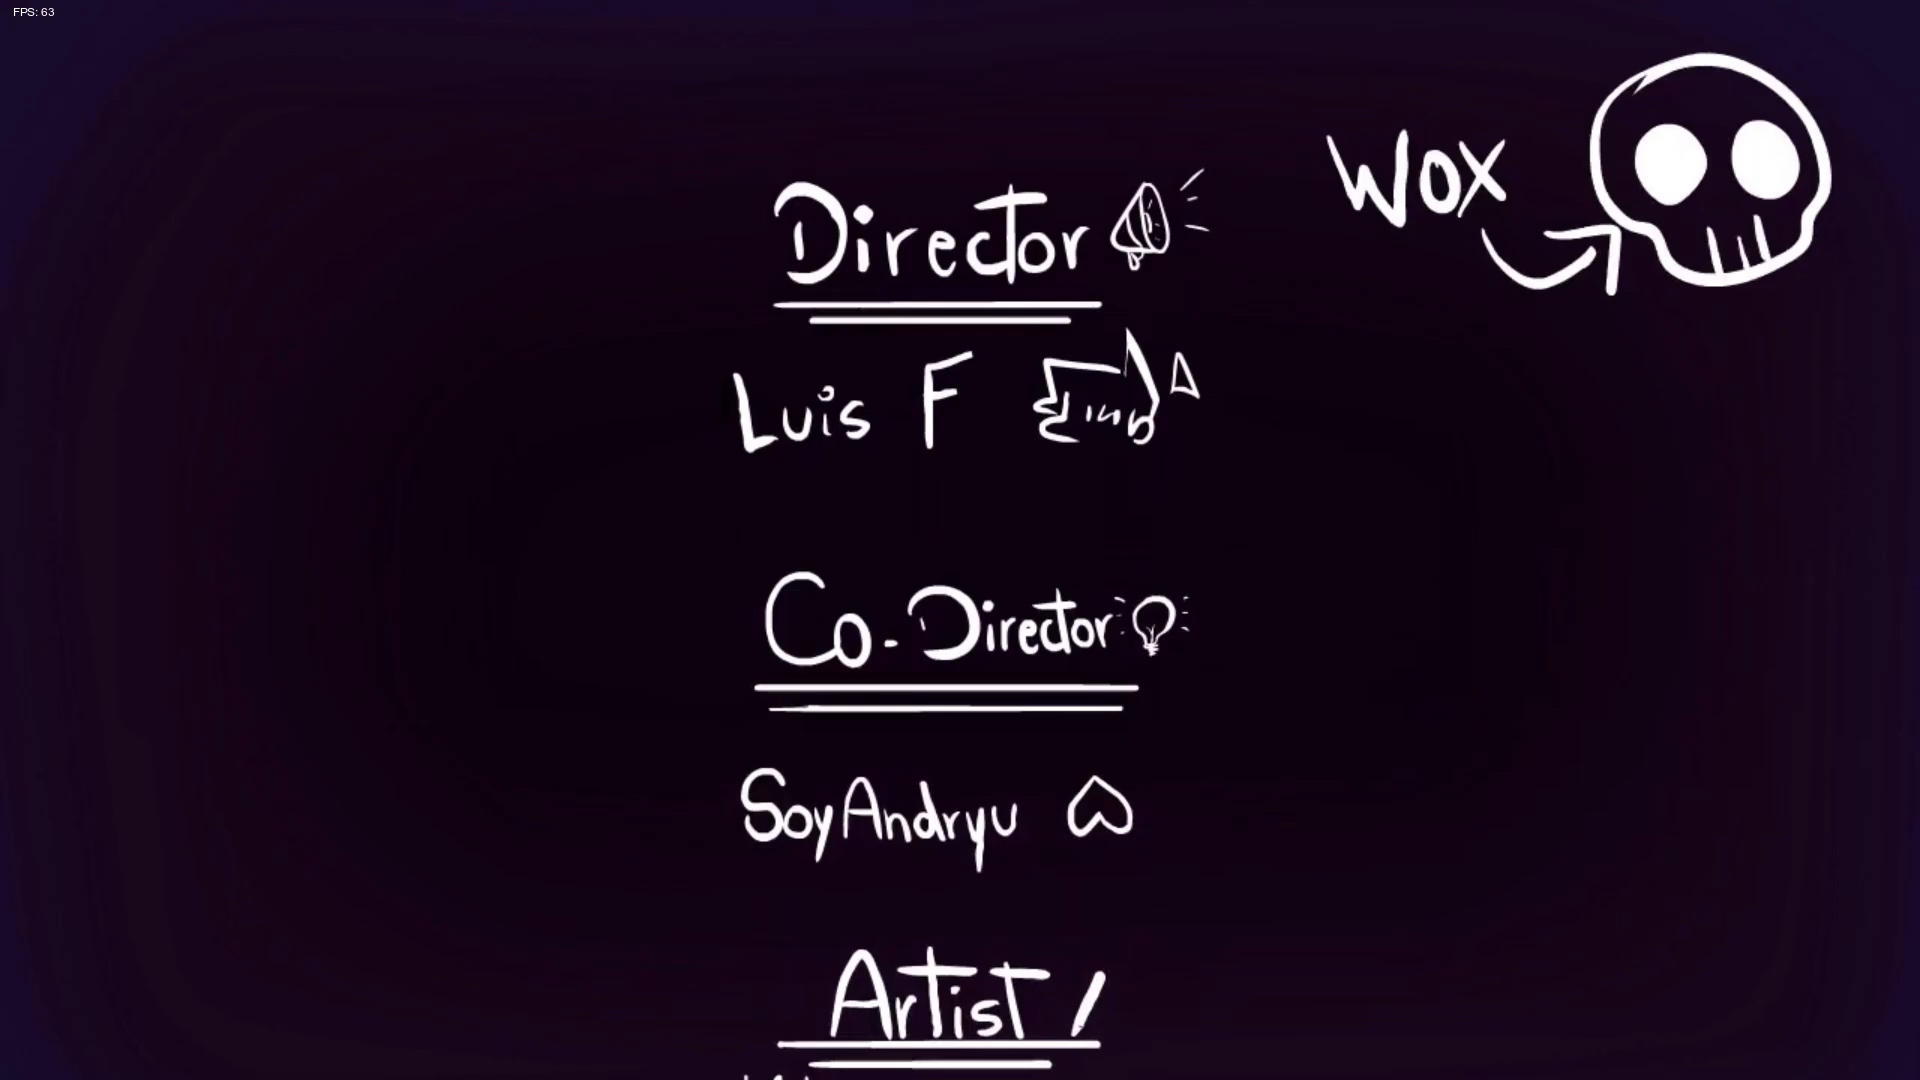 FPS: 63
Wox
Director
Luis F
Co-Director
SoyAndryu
Artist